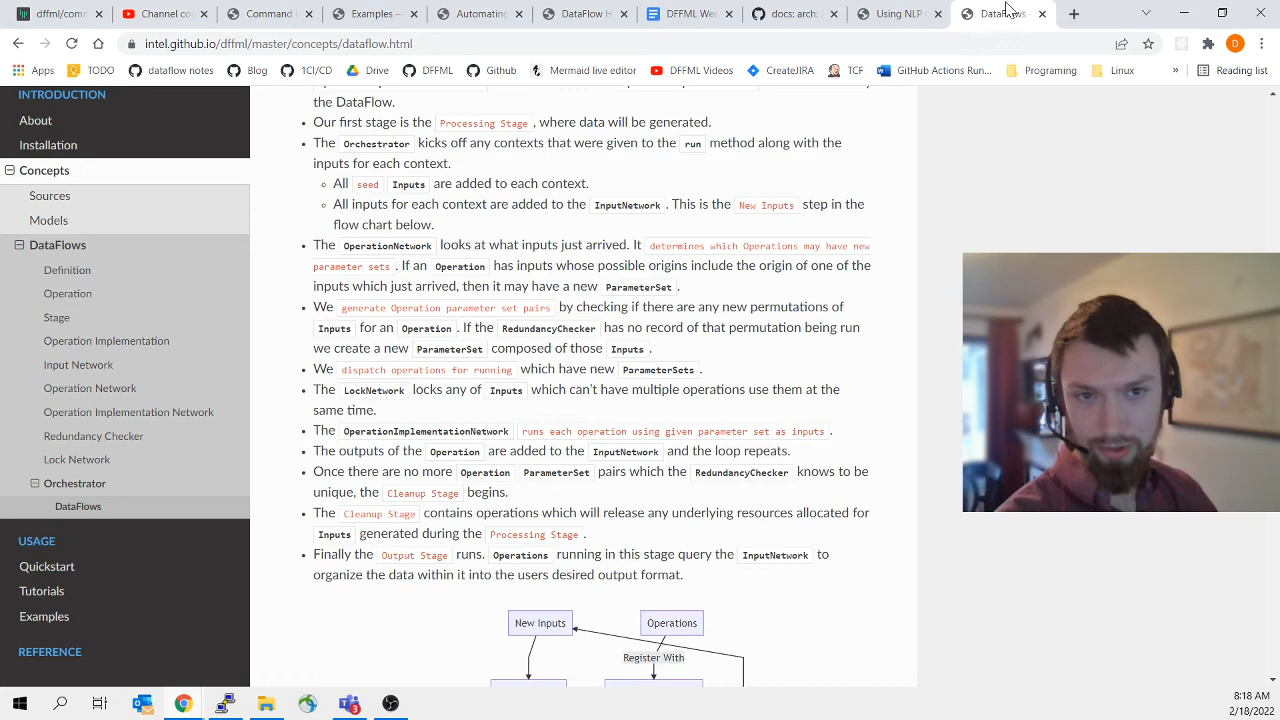 dffml/com
Channel co
Command
Examples —
Automating
DataFlow
DFFML We
docs: arch:
Using NLP
DataFlows
intel.github.io/dffml/master/concepts/dataflow.html
Apps TODO dataflow notes Blog 1CI/CD Drive DFFML Github Mermaid live editor DFFML Videos CreateJIRA TCF GitHub Actions Run... Programing Linux » Reading list
INTRODUCTION
About
Installation
Concepts
Sources
Models
DataFlows
Definition
Operation
Stage
Operation Implementation
Input Network
Operation Network
Operation Implementation Network
Redundancy Checker
Lock Network
Orchestrator
DataFlows
USAGE
Quickstart
Tutorials
Examples
REFERENCE
the DataFlow.
Our first stage is the Processing Stage, where data will be generated.
The Orchestrator kicks off any contexts that were given to the run method along with the
inputs for each context.
All seed Inputs are added to each context.
All inputs for each context are added to the InputNetwork. This is the New Inputs step in the
flow chart below.
The OperationNetwork looks at what inputs just arrived. It determines which Operations may have new
parameter sets. If an Operation has inputs whose possible origins include the origin of one of the
inputs which just arrived, then it may have a new ParameterSet.
We generate Operation parameter set pairs by checking if there are any new permutations of
Inputs for an Operation. If the RedundancyChecker has no record of that permutation being run
we create a new ParameterSet composed of those Inputs.
We dispatch operations for running which have new ParameterSets.
The LockNetwork locks any of Inputs which can't have multiple operations use them at the
same time.
The OperationImplementationNetwork runs each operation using given parameter set as inputs.
The outputs of the Operation are added to the InputNetwork and the loop repeats.
Once there are no more Operation ParameterSet pairs which the RedundancyChecker knows to be
unique, the Cleanup Stage begins.
The Cleanup Stage contains operations which will release any underlying resources allocated for
Inputs generated during the Processing Stage.
Finally the Output Stage runs. Operations running in this stage query the InputNetwork to
organize the data within it into the users desired output format.
New Inputs
Operations
Register With
3
8:18 AM
2/18/2022